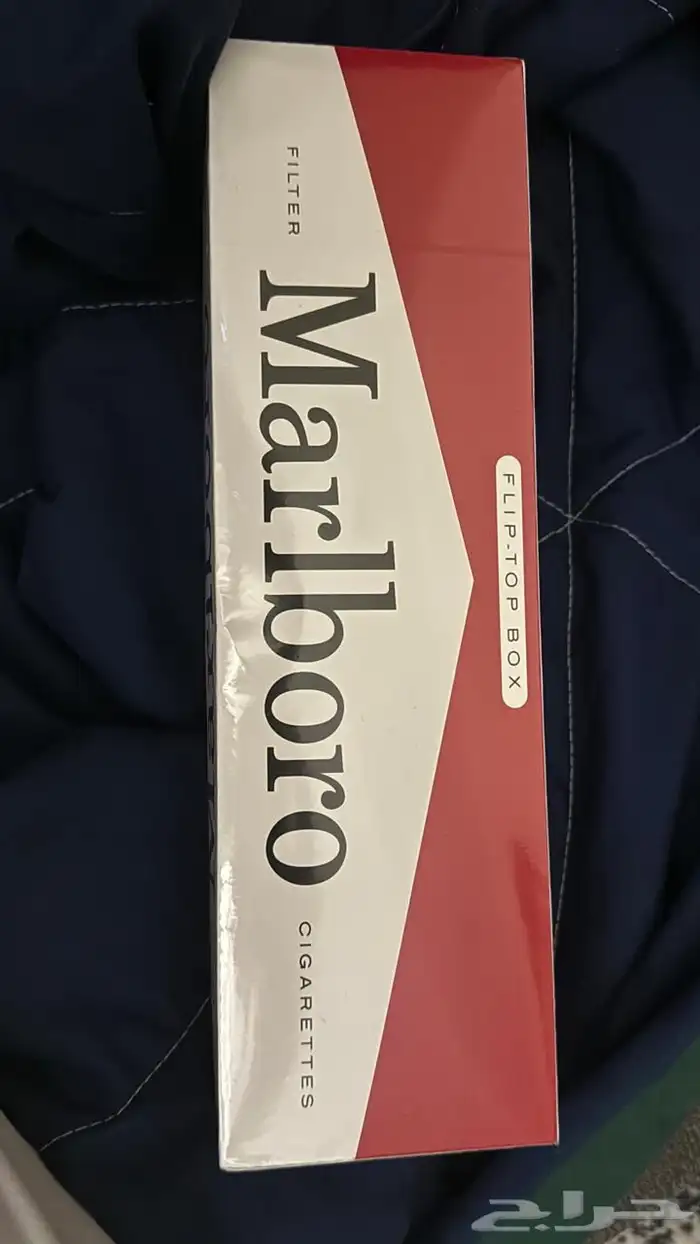 FILTER
Marlboro
CIGARETTES
FLIP-TOP BOX
حراج